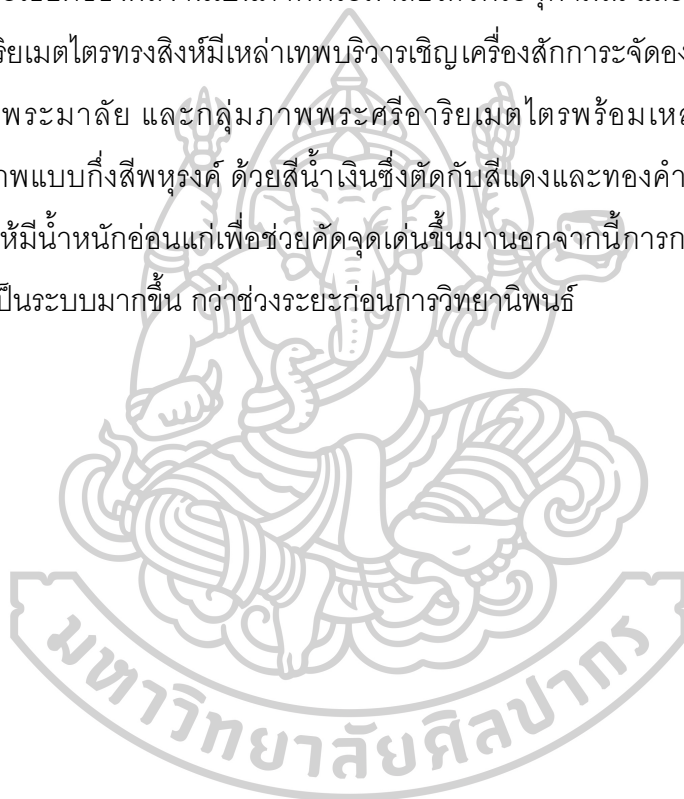 ริยเมตไตรทรงสิงห์มีเหล่าเทพบริวารเชิญเครื่องสักการะจัดอง
พระมาลัย และกลุ่มภาพพระศรีอาริยเมตไตรพร้อมเหล
าพแบบกึ่งสีพหุรงค์ ด้วยสีน้ำเงินซึ่งตัดกับสีแดงและทองคำ
ห้มีน้ำหนักอ่อนแก่เพื่อช่วยคัดจุดเด่นขึ้นมานอกจากนี้การก
ป็นระบบมากขึ้น กว่าช่วงระยะก่อนการวิทยานิพนธ์
มหาวิทยาลัยศิลปากร